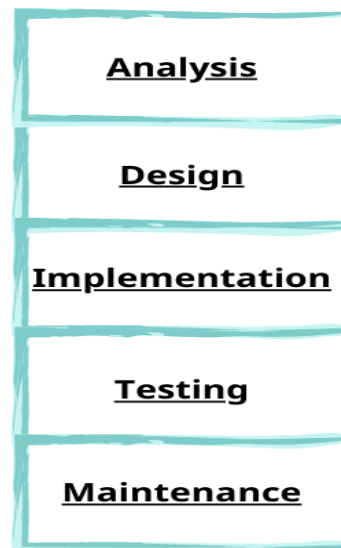 Analysis
Design
Implementation
Testing
Maintenance